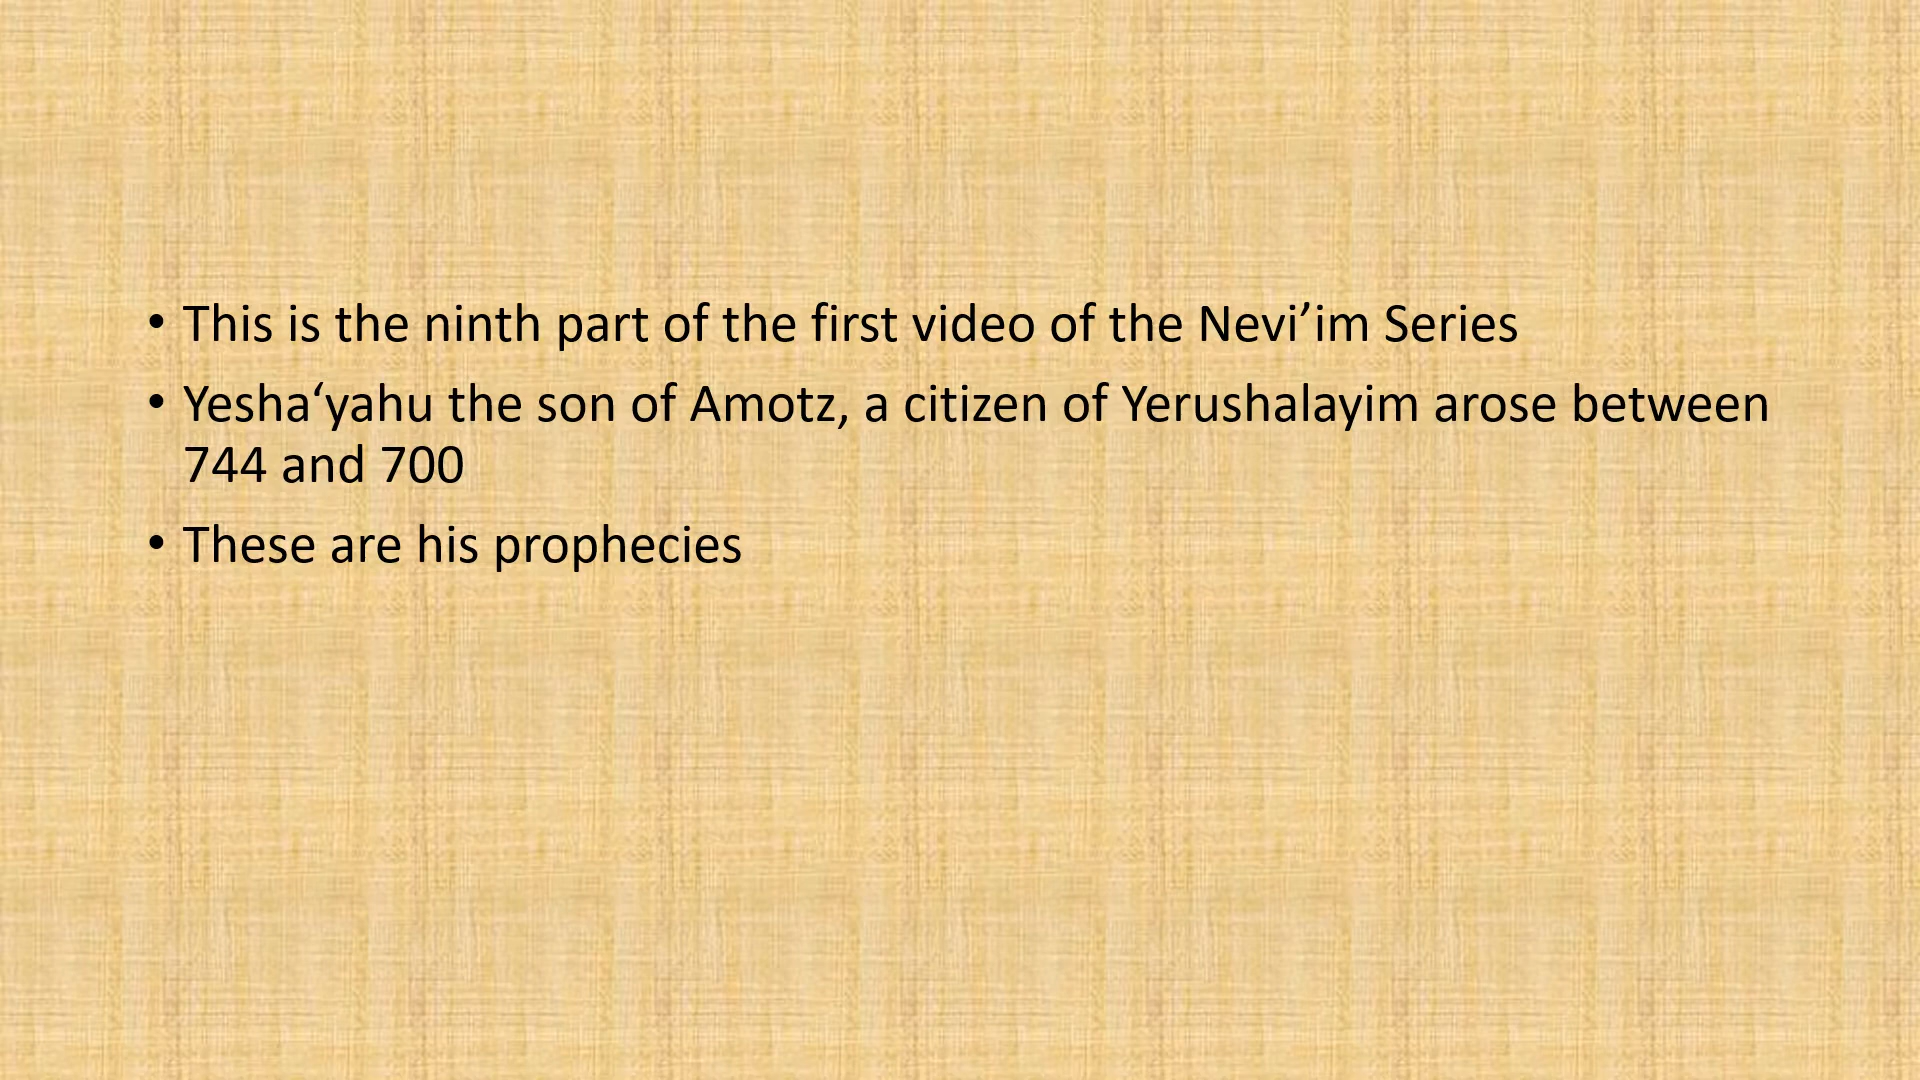 • This is the ninth part of the first video of the Nevi’im Series
• Yesha‘yahu the son of Amotz, a citizen of Yerushalayim arose between
744 and 700
• These are his prophecies